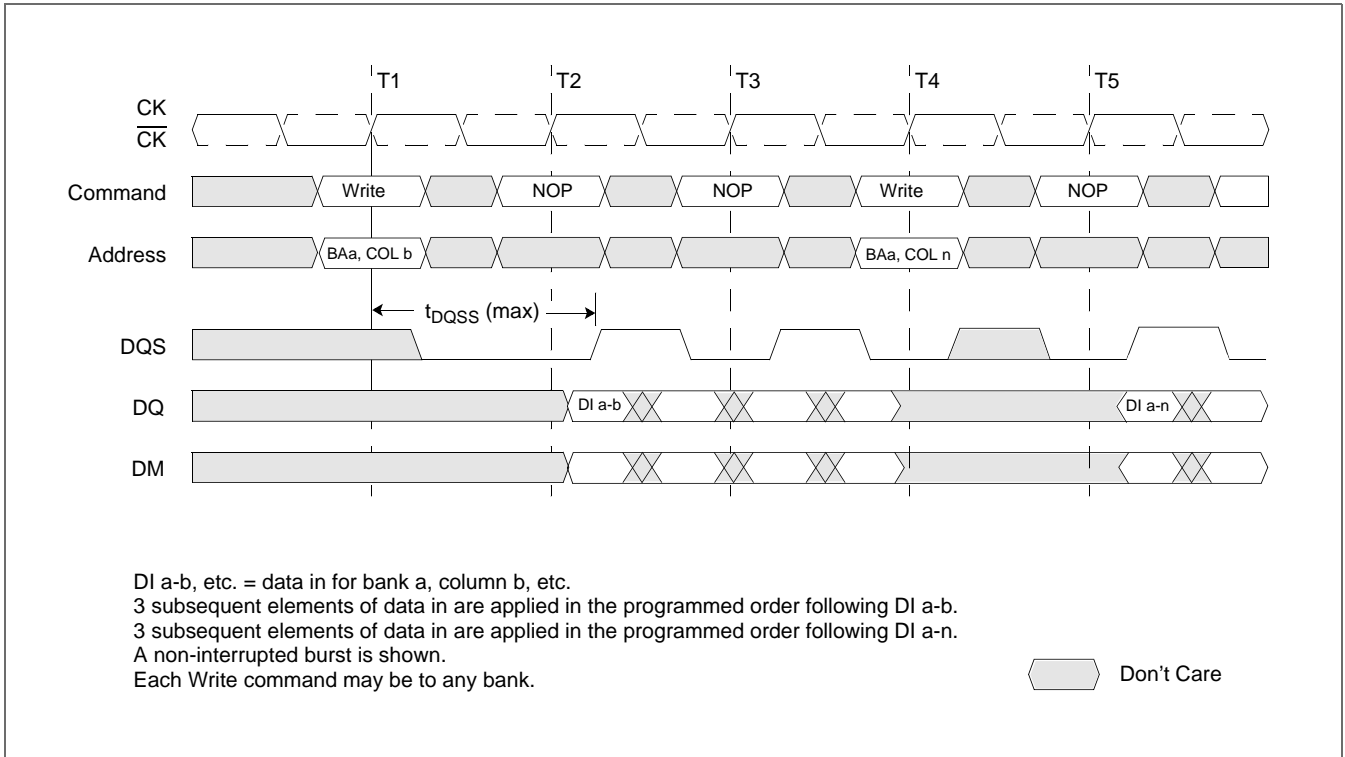 T1 T2 T3 T4 T5
CK
CK
Command Write NOP NOP Write NOP
Address BAa, COL b BAa, COL n
tDQSS (max)
DQS
DQ DI a-b DI a-n
DM
DI a-b, etc. = data in for bank a, column b, etc.
3 subsequent elements of data in are applied in the programmed order following DI a-b.
3 subsequent elements of data in are applied in the programmed order following DI a-n.
A non-interrupted burst is shown.
Each Write command may be to any bank.
Don't Care